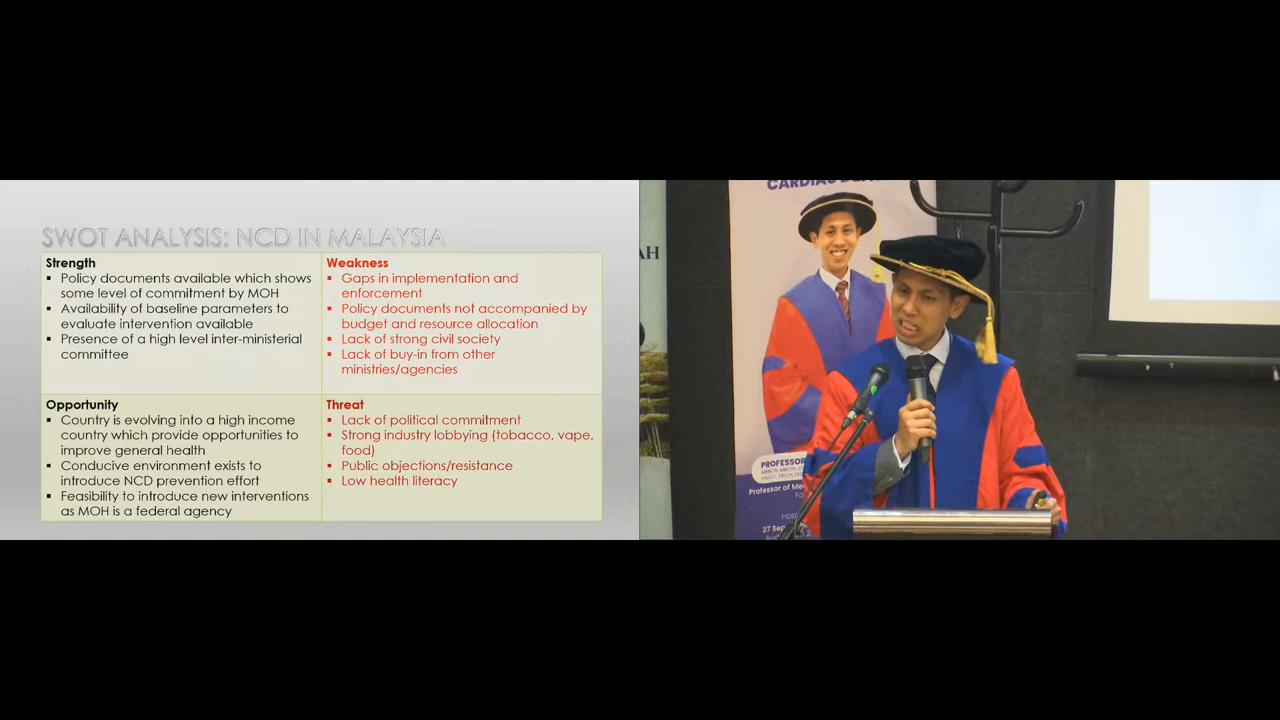 SWOT ANALYSIS: NCD IN MALAYSIA
Strength
▪ Policy documents available which shows
some level of commitment by MOH
▪ Availability of baseline parameters to
evaluate intervention available
▪ Presence of a high level inter-ministerial
committee
Weakness
▪ Gaps in implementation and
enforcement
▪ Policy documents not accompanied by
budget and resource allocation
▪ Lack of strong civil society
▪ Lack of buy-in from other
ministries/agencies
Opportunity
▪ Country is evolving into a high income
country which provide opportunities to
improve general health
▪ Conducive environment exists to
introduce NCD prevention effort
▪ Feasibility to introduce new interventions
as MOH is a federal agency
Threat
▪ Lack of political commitment
▪ Strong industry lobbying (tobacco, vape,
food)
▪ Public objections/resistance
▪ Low health literacy
AH
CARDIAC
PROFESSOR
Professor of Me
27 Sep